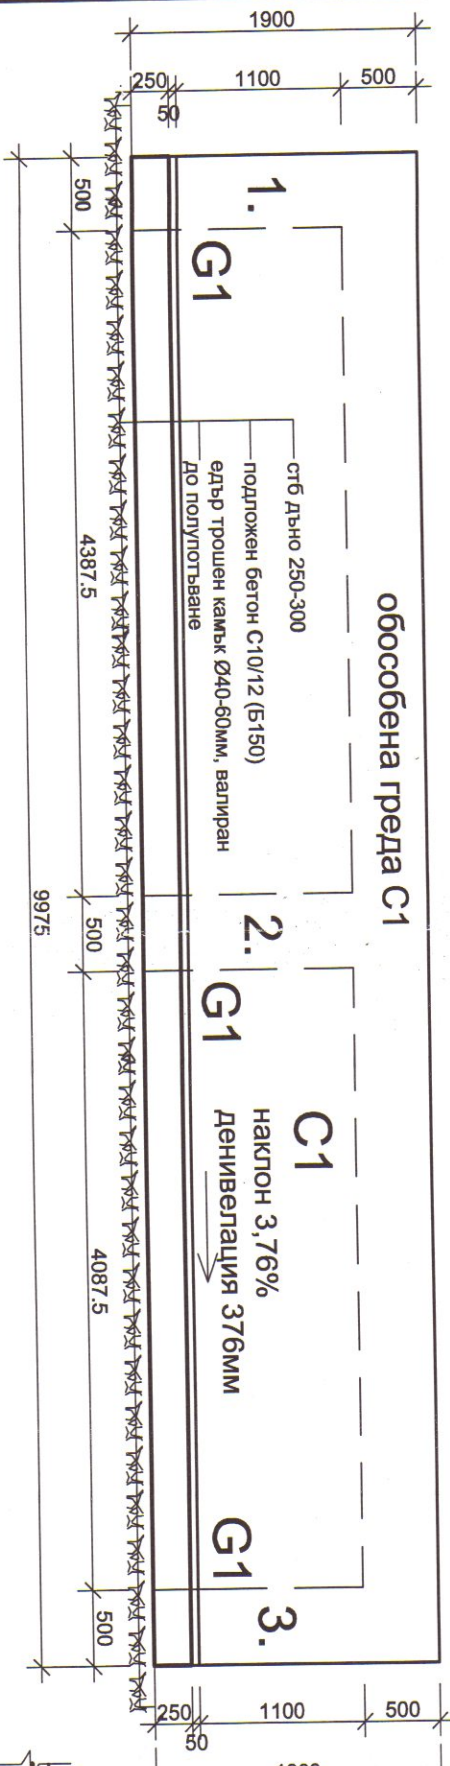 1900
250
50
1100
500
обособена греда С1
1.
G1
2.
G1
C1
G1
3.
стб дъно 250-300
подложен бетон С10/12 (Б150)
едър трошен камък Ø40-60мм, валиран
до полупотъване
наклон 3,76%
денивелация 376мм
500
4387.5
500
4087.5
500
9975
250
50
1100
500